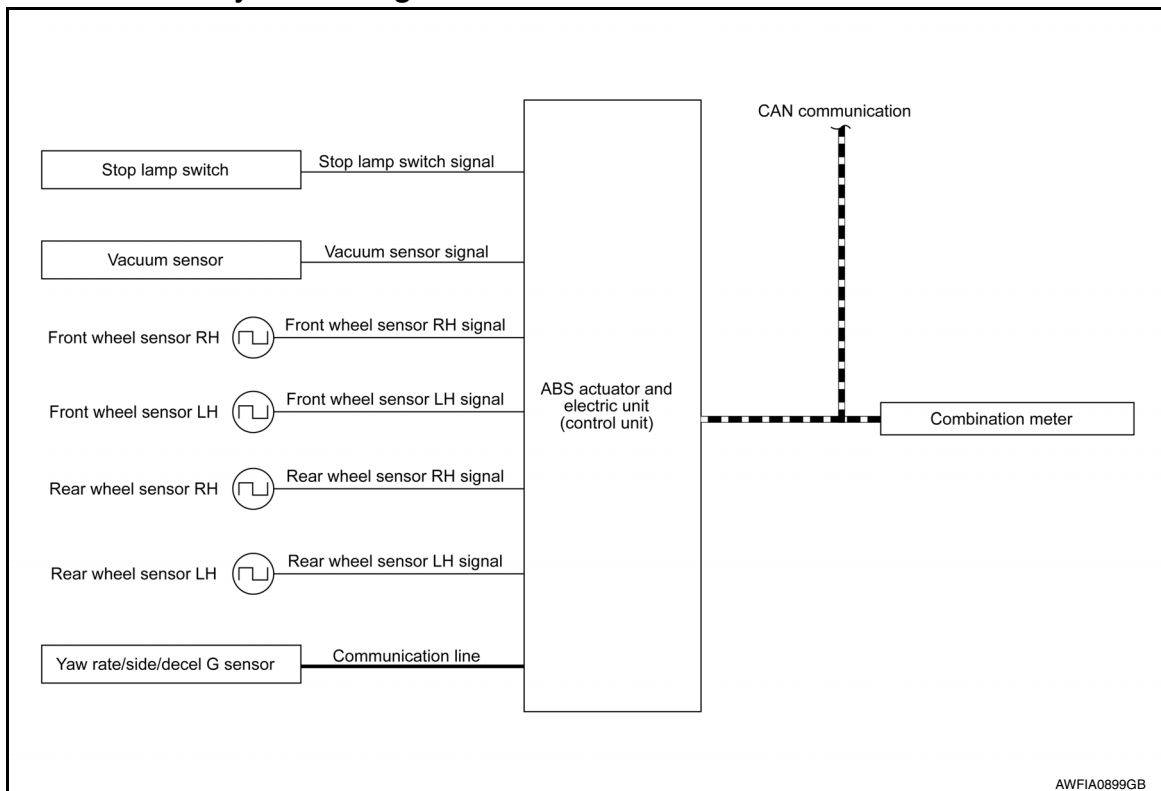 CAN communication
Stop lamp switch
Stop lamp switch signal
Vacuum sensor
Vacuum sensor signal
Front wheel sensor RH
Front wheel sensor RH signal
Front wheel sensor LH
Front wheel sensor LH signal
ABS actuator and
electric unit
(control unit)
Combination meter
Rear wheel sensor RH
Rear wheel sensor RH signal
Rear wheel sensor LH
Rear wheel sensor LH signal
Yaw rate/side/decel G sensor
Communication line
AWFIA0899GB